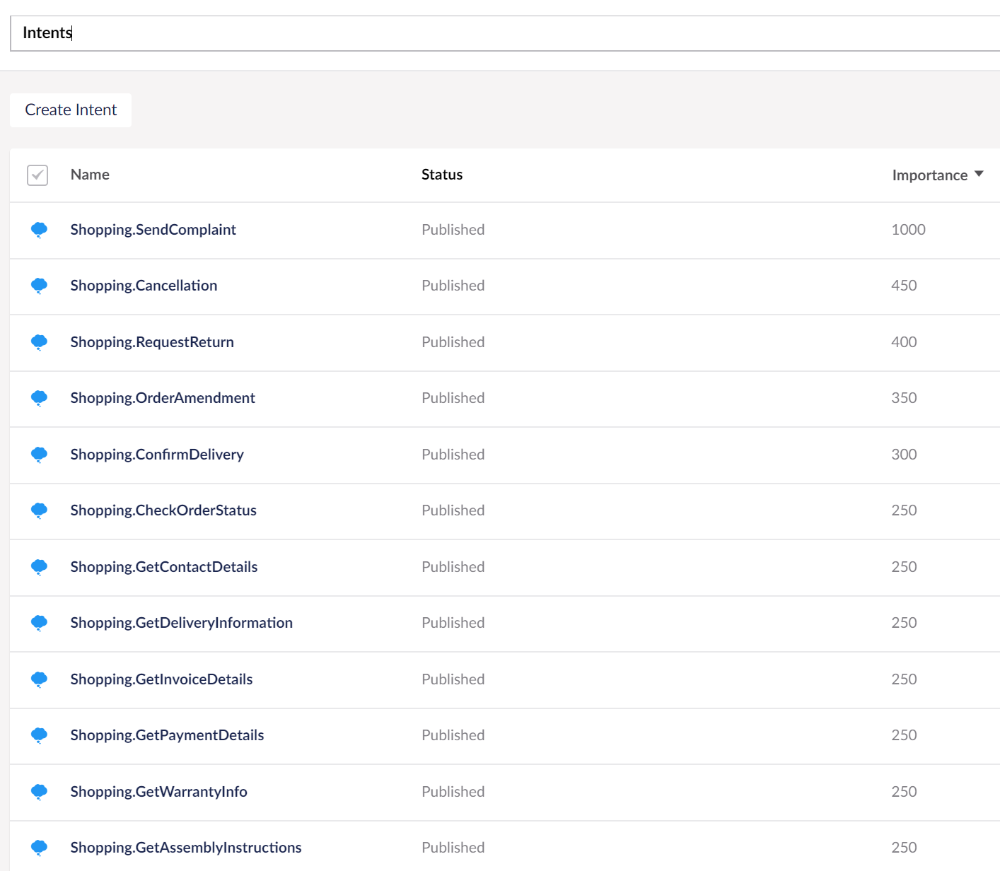 Intents
Create Intent
Name Status Importance
Shopping.SendComplaint Published 1000
Shopping.Cancellation Published 450
Shopping.RequestReturn Published 400
Shopping.OrderAmendment Published 350
Shopping.ConfirmDelivery Published 300
Shopping.CheckOrderStatus Published 250
Shopping.GetContactDetails Published 250
Shopping.GetDeliveryInformation Published 250
Shopping.GetInvoiceDetails Published 250
Shopping.GetPaymentDetails Published 250
Shopping.GetWarrantyInfo Published 250
Shopping.GetAssemblyInstructions Published 250